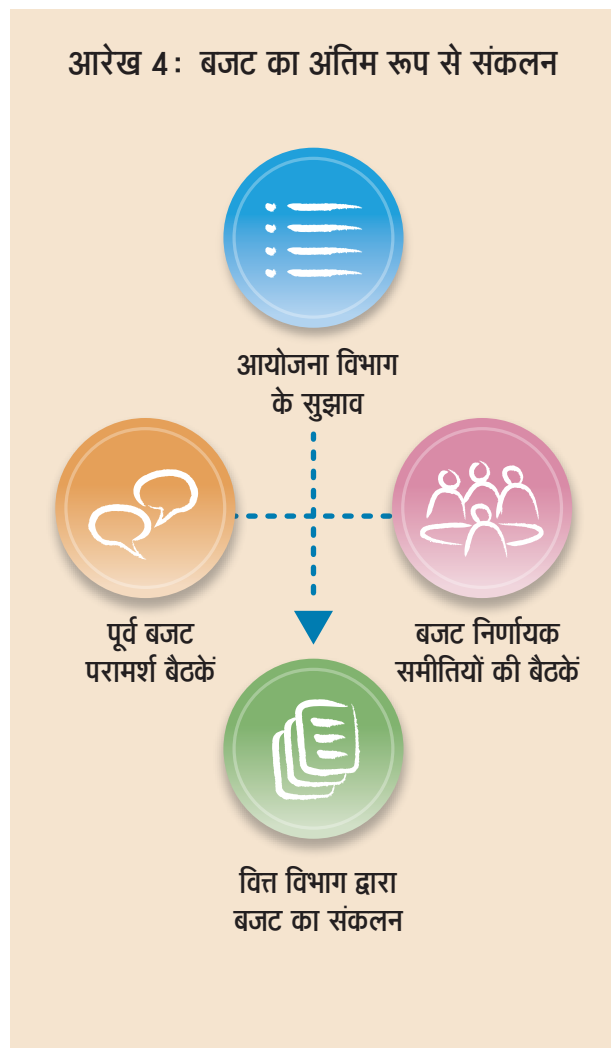 आरेख 4: बजट का अंतिम रूप से संकलन
आयोजना विभाग
के सुझाव
पूर्व बजट
परामर्श बैठकें
बजट निर्णायक
समीतियों की बैठकें
वित्त विभाग द्वारा
बजट का संकलन